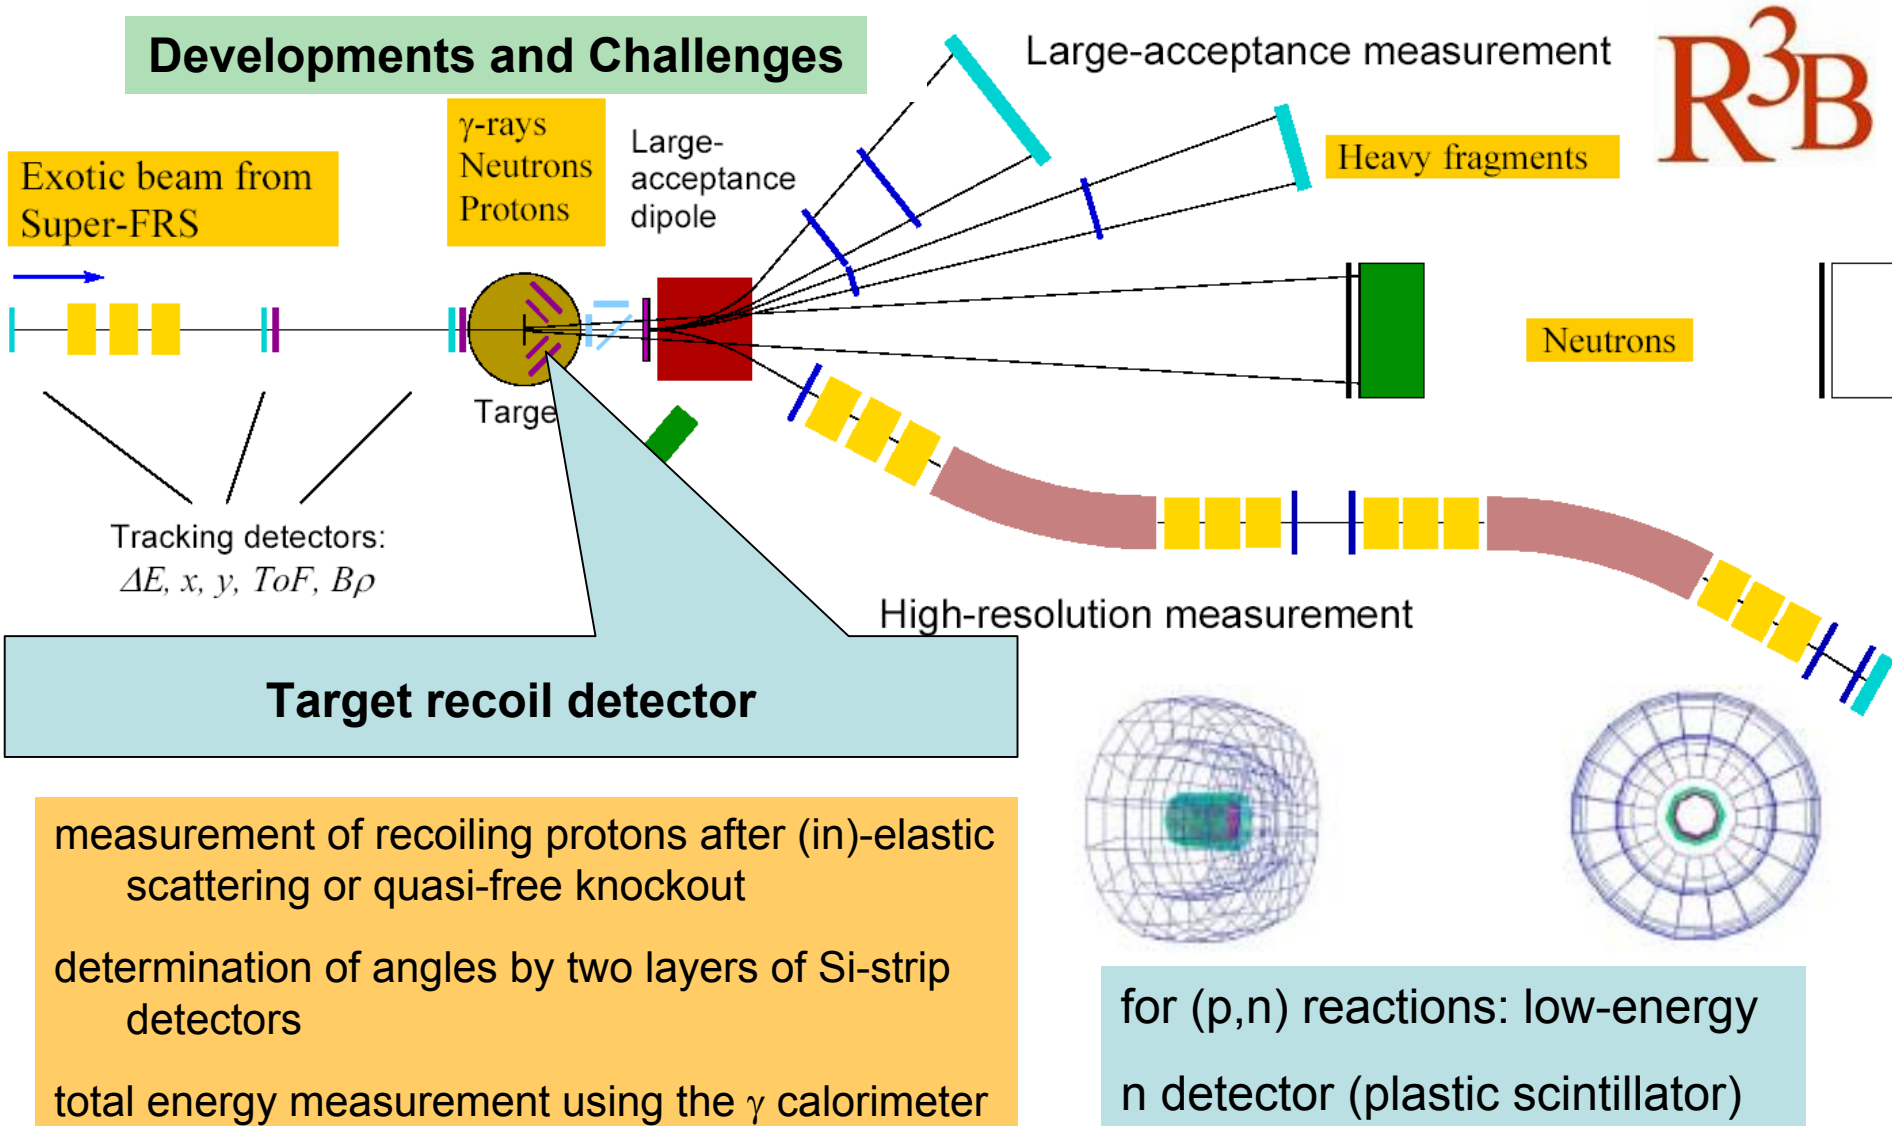 Developments and Challenges
Large-acceptance measurement
R³B
Exotic beam from
Super-FRS
γ-rays
Neutrons
Protons
Large-
acceptance
dipole
Heavy fragments
Neutrons
Targe
Tracking detectors:
ΔE, x, y, ToF, Bρ
High-resolution measurement
Target recoil detector
measurement of recoiling protons after (in)-elastic
scattering or quasi-free knockout
determination of angles by two layers of Si-strip
detectors
total energy measurement using the γ calorimeter
for (p,n) reactions: low-energy
n detector (plastic scintillator)